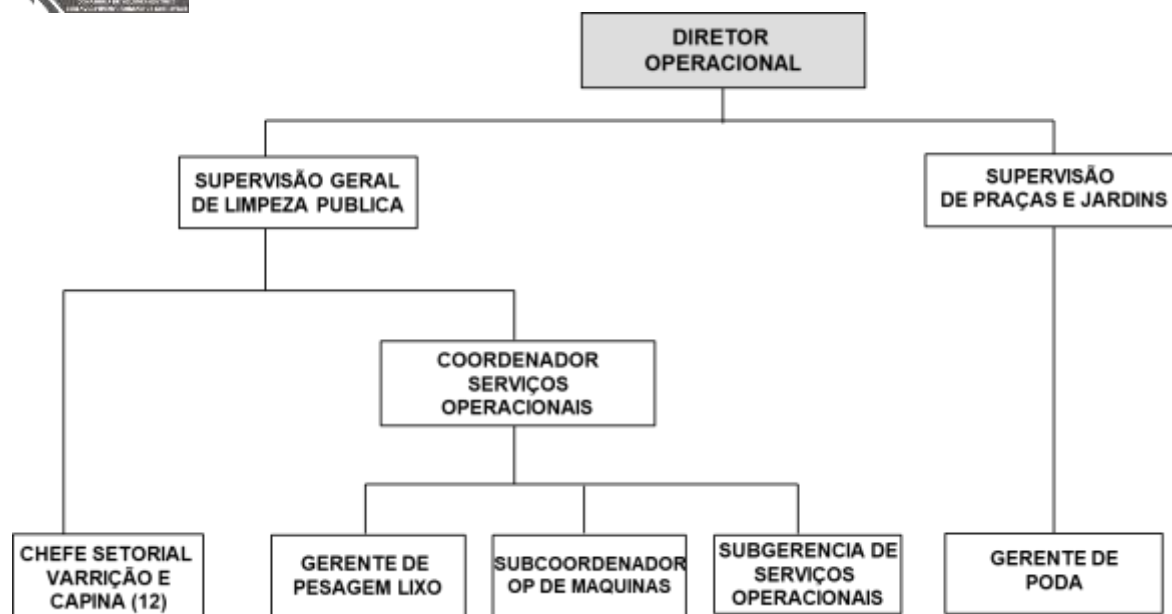 DIRETOR
OPERACIONAL
SUPERVISÃO GERAL
DE LIMPEZA PUBLICA
SUPERVISÃO
DE PRAÇAS E JARDINS
COORDENADOR
SERVIÇOS
OPERACIONAIS
CHEFE SETORIAL
VARRIÇÃO E
CAPINA (12)
GERENTE DE
PESAGEM LIXO
SUBCOORDENADOR
OP DE MAQUINAS
SUBGERENCIA DE
SERVIÇOS
OPERACIONAIS
GERENTE DE
PODA